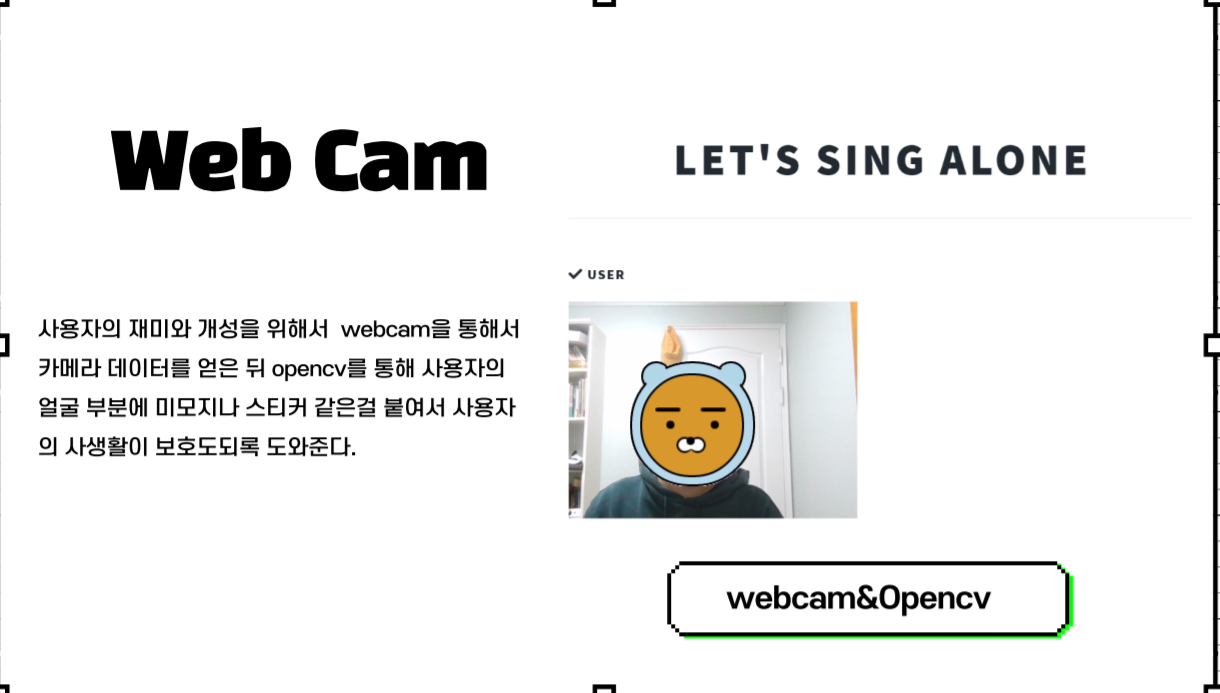 Web Cam
사용자의 재미와 개성을 위해서 webcam을 통해서
카메라 데이터를 얻은 뒤 opencv를 통해 사용자의
얼굴 부분에 미모지나 스티커 같은걸 붙여서 사용자
의 사생활이 보호도되록 도와준다.
LET'S SING ALONE
USER
webcam&Opencv